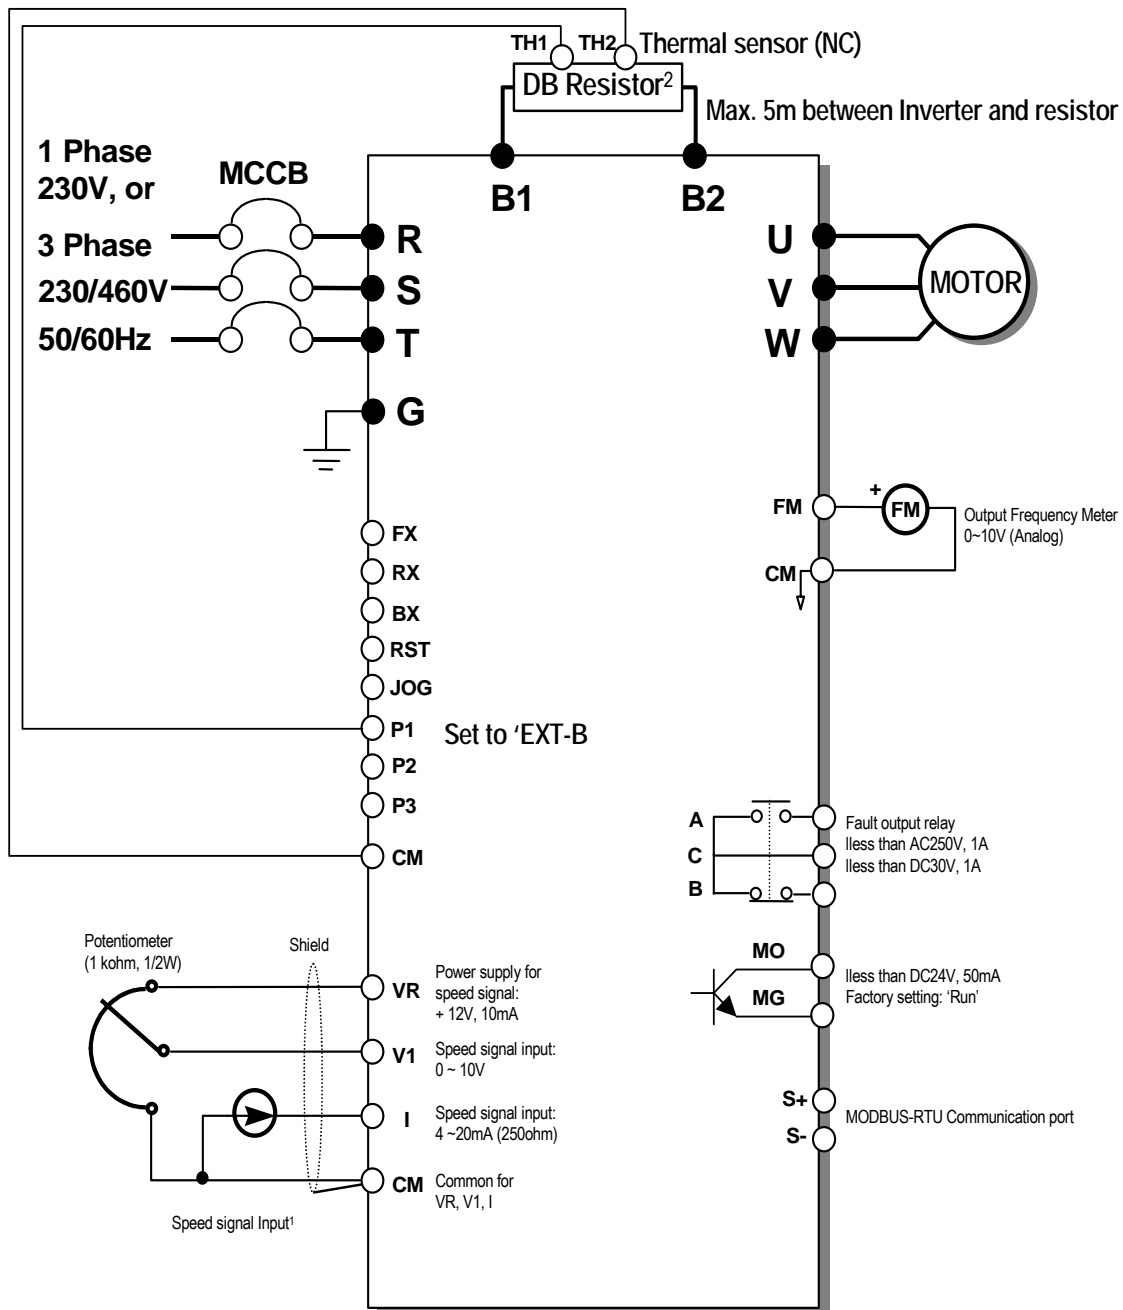 TH1 TH2 Thermal sensor (NC)
DB Resistor2
Max. 5m between Inverter and resistor
1 Phase
230V, or
MCCB
B1 B2
3 Phase
230/460V
50/60Hz
R
S
T
G
U
V
W
MOTOR
FM + FM
Output Frequency Meter
0~10V (Analog)
CM
FX
RX
BX
RST
JOG
P1 Set to ‘EXT-B
P2
P3
CM
A
C
B
Fault output relay
lless than AC250V, 1A
lless than DC30V, 1A
Potentiometer
(1 kohm, 1/2W)
Shield
VR
Power supply for
speed signal:
+ 12V, 10mA
V1
Speed signal input:
0 ~ 10V
I
Speed signal input:
4 ~20mA (250ohm)
CM
Common for
VR, V1, I
Speed signal Input1
MO
MG
lless than DC24V, 50mA
Factory setting: ‘Run’
S+
S-
MODBUS-RTU Communication port